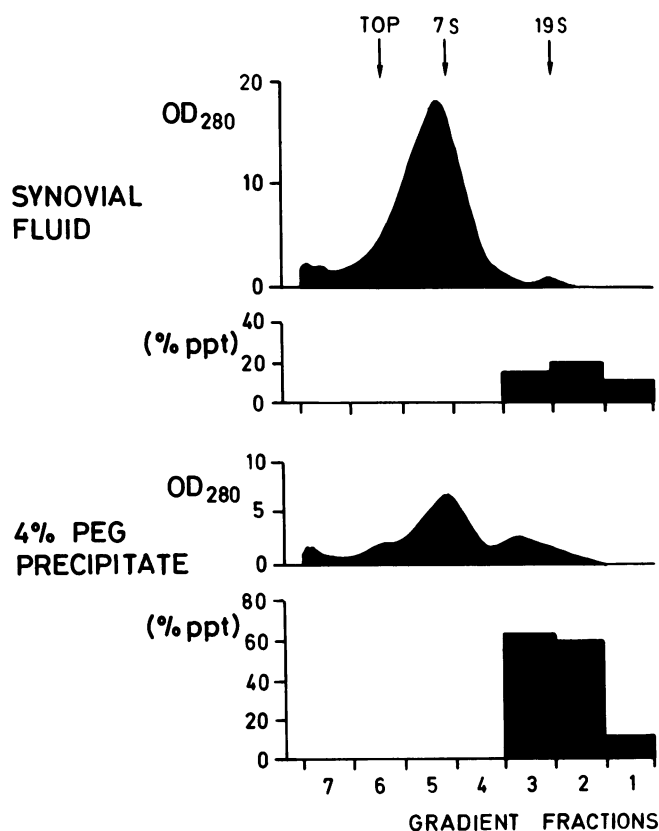 TOP 7S 19S
20
OD280
10
SYNOVIAL
FLUID
0
40
(% ppt)
20
0
10
OD280
5
4% PEG
PRECIPITATE
0
80
(% ppt)
60
40
20
0
7 6 5 4 3 2 1
GRADIENT FRACTIONS